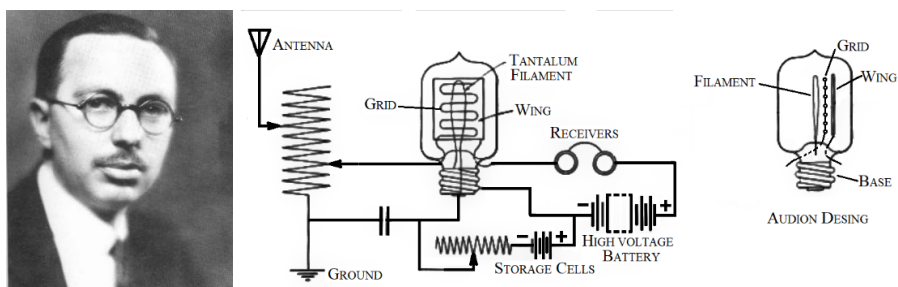 ANTENNA
TANTALUM
FILAMENT
GRID
WING
RECEIVERS
HIGH VOLTAGE
BATTERY
STORAGE CELLS
GROUND
GRID
FILAMENT
WING
BASE
AUDION DESING